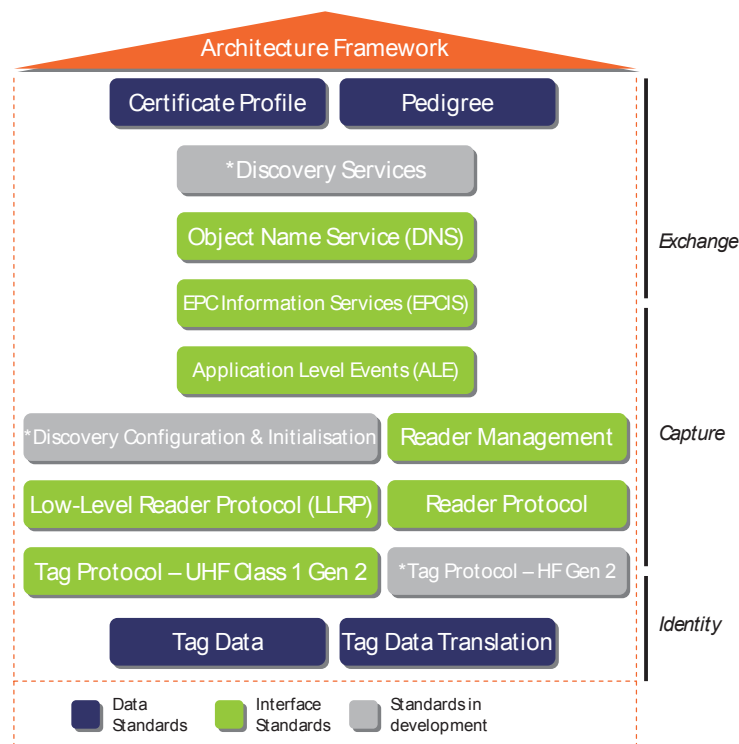 Architecture Framework
Certificate Profile
Pedigree
*Discovery Services
Object Name Service (DNS)
EPC Information Services (EPCIS)
Application Level Events (ALE)
*Discovery Configuration & Initialisation
Reader Management
Low-Level Reader Protocol (LLRP)
Reader Protocol
Tag Protocol – UHF Class 1 Gen 2
*Tag Protocol – HF Gen 2
Tag Data
Tag Data Translation
Exchange
Capture
Identity
Data
Standards
Interface
Standards
Standards in
development